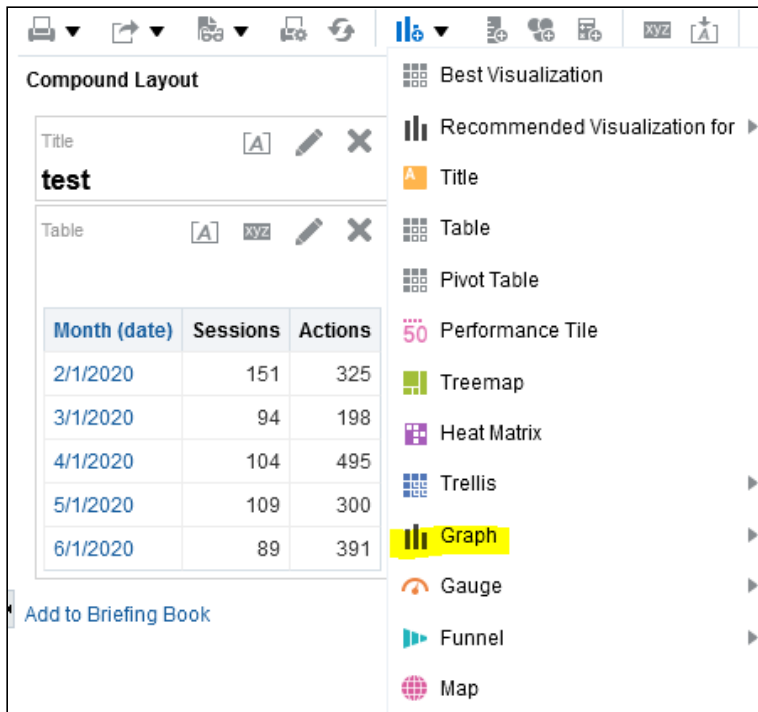 xyz
A
Compound Layout
Title
A
test
Table
A
xyz
Month (date) Sessions Actions
2/1/2020 151 325
3/1/2020 94 198
4/1/2020 104 495
5/1/2020 109 300
6/1/2020 89 391
Add to Briefing Book
Best Visualization
Recommended Visualization for
A
Title
Table
Pivot Table
50
Performance Tile
Treemap
Heat Matrix
Trellis
Graph
Gauge
Funnel
Map